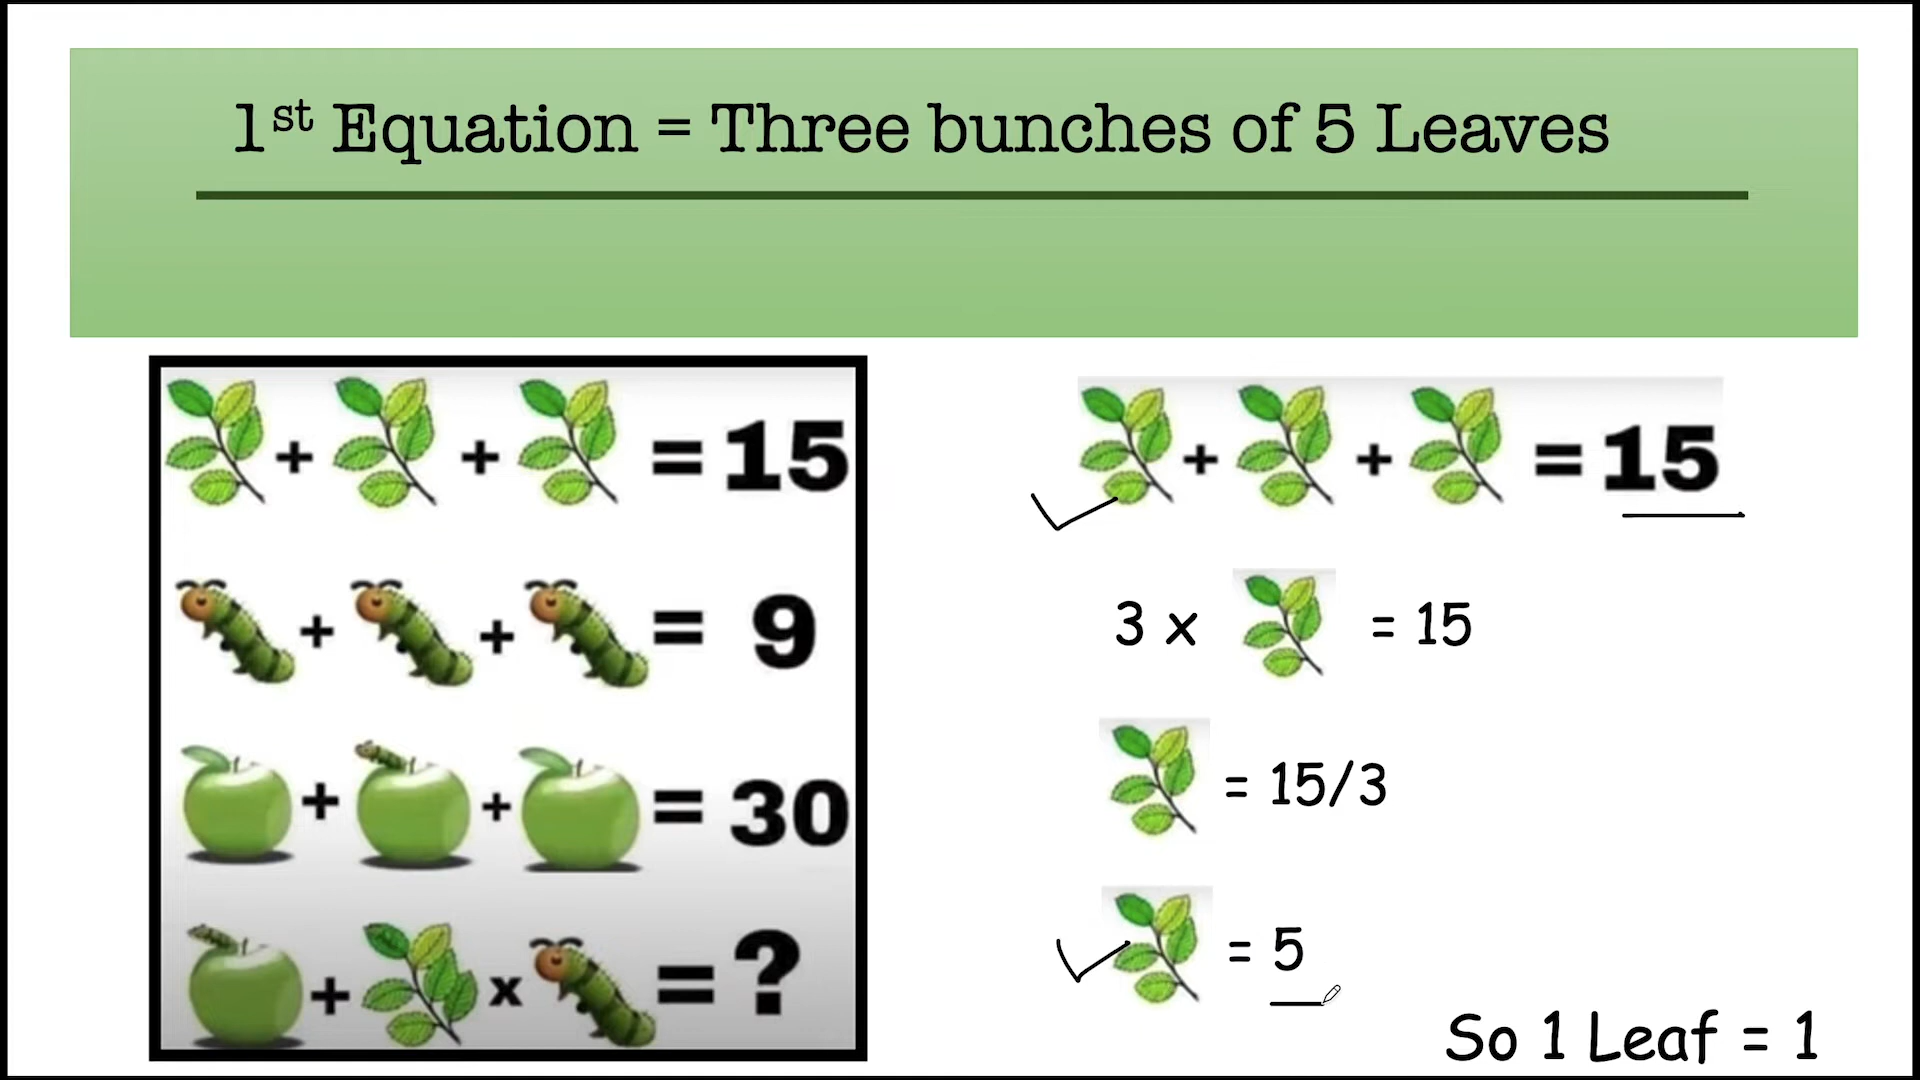 1st Equation = Three bunches of 5 Leaves
+ + = 15
+ + = 9
+ + = 30
+ x = ?
+ + = 15
3 x = 15
= 15/3
= 5
So 1 Leaf = 1